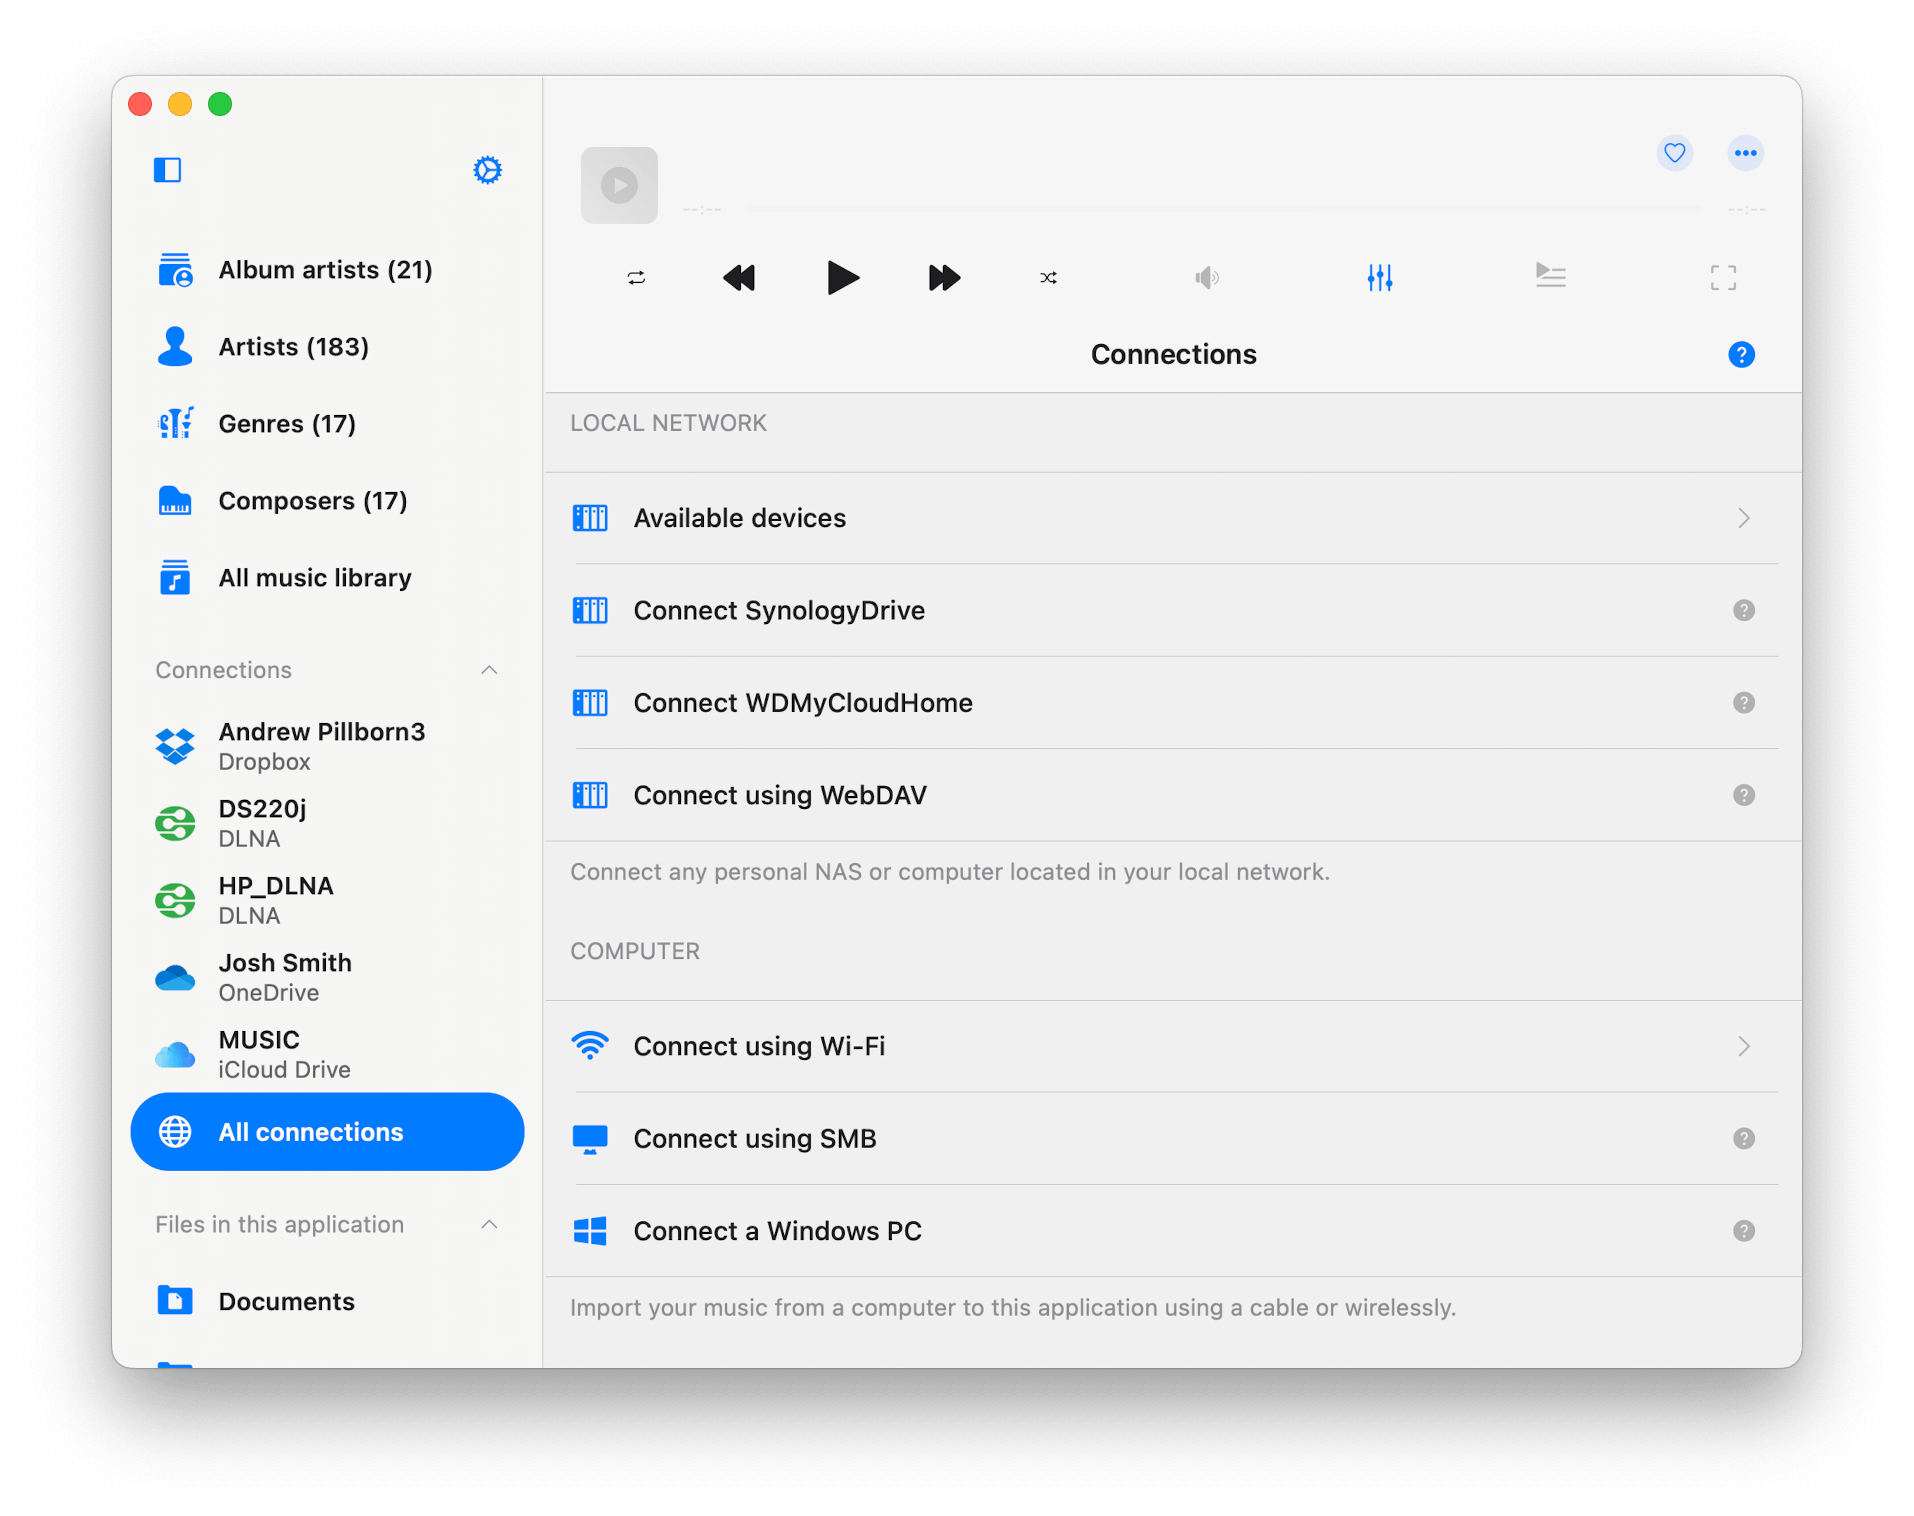 Album artists (21)
Artists (183)
Genres (17)
Composers (17)
All music library
Connections
Andrew Pillborn3
Dropbox
DS220j
DLNA
HP_DLNA
DLNA
Josh Smith
OneDrive
MUSIC
iCloud Drive
All connections
Files in this application
Documents
--:--
--:--
Connections
?
LOCAL NETWORK
Available devices
Connect SynologyDrive
?
Connect WDMyCloudHome
?
Connect using WebDAV
?
Connect any personal NAS or computer located in your local network.
COMPUTER
Connect using Wi-Fi
Connect using SMB
?
Connect a Windows PC
?
Import your music from a computer to this application using a cable or wirelessly.